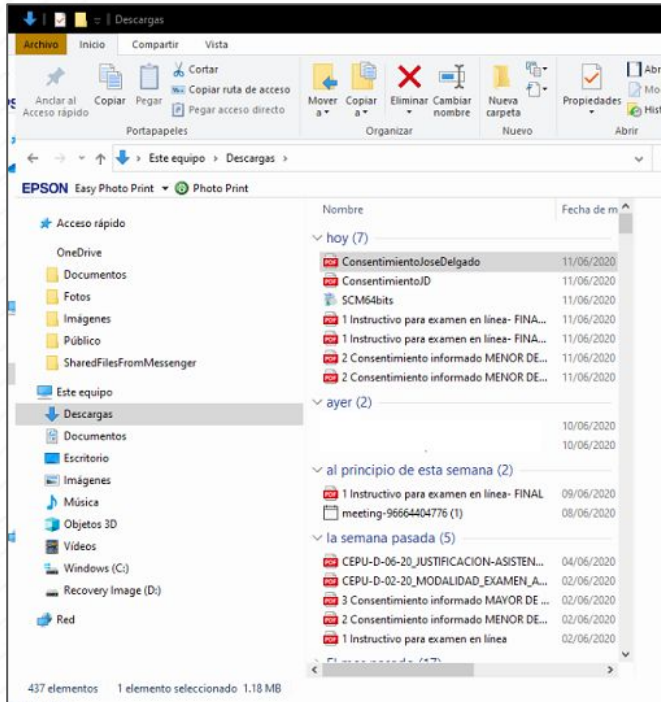 Descargas
Archivo Inicio Compartir Vista
Anclar al Acceso rápido
Copiar
Pegar
Cortar
Copiar ruta de acceso
Pegar acceso directo
Portapapeles
Mover a
Copiar a
Eliminar
Cambiar nombre
Organizar
Nueva carpeta
Nuevo
Propiedades
Abr
Mo
Hist
Abrir
Este equipo > Descargas >
EPSON Easy Photo Print Photo Print
Acceso rápido
OneDrive
Documentos
Fotos
Imágenes
Público
SharedFilesFromMessenger
Este equipo
Descargas
Documentos
Escritorio
Imágenes
Música
Objetos 3D
Vídeos
Windows (C:)
Recovery Image (D:)
Red
Nombre Fecha de m
hoy (7)
ConsentimientoJoseDelgado 11/06/2020
ConsentimientoJD 11/06/2020
SCM64bits 11/06/2020
1 Instructivo para examen en línea- FINA... 11/06/2020
1 Instructivo para examen en línea- FINA... 11/06/2020
2 Consentimiento informado MENOR DE... 11/06/2020
2 Consentimiento informado MENOR DE... 11/06/2020
ayer (2)
10/06/2020
10/06/2020
al principio de esta semana (2)
1 Instructivo para examen en línea- FINAL 09/06/2020
meeting-96664404776 (1) 08/06/2020
la semana pasada (5)
CEPU-D-06-20_JUSTIFICACION-ASISTEN... 04/06/2020
CEPU-D-02-20_MODALIDAD_EXAMEN_A... 02/06/2020
3 Consentimiento informado MAYOR DE ... 02/06/2020
2 Consentimiento informado MENOR DE... 02/06/2020
1 Instructivo para examen en línea 02/06/2020
437 elementos 1 elemento seleccionado 1.18 MB